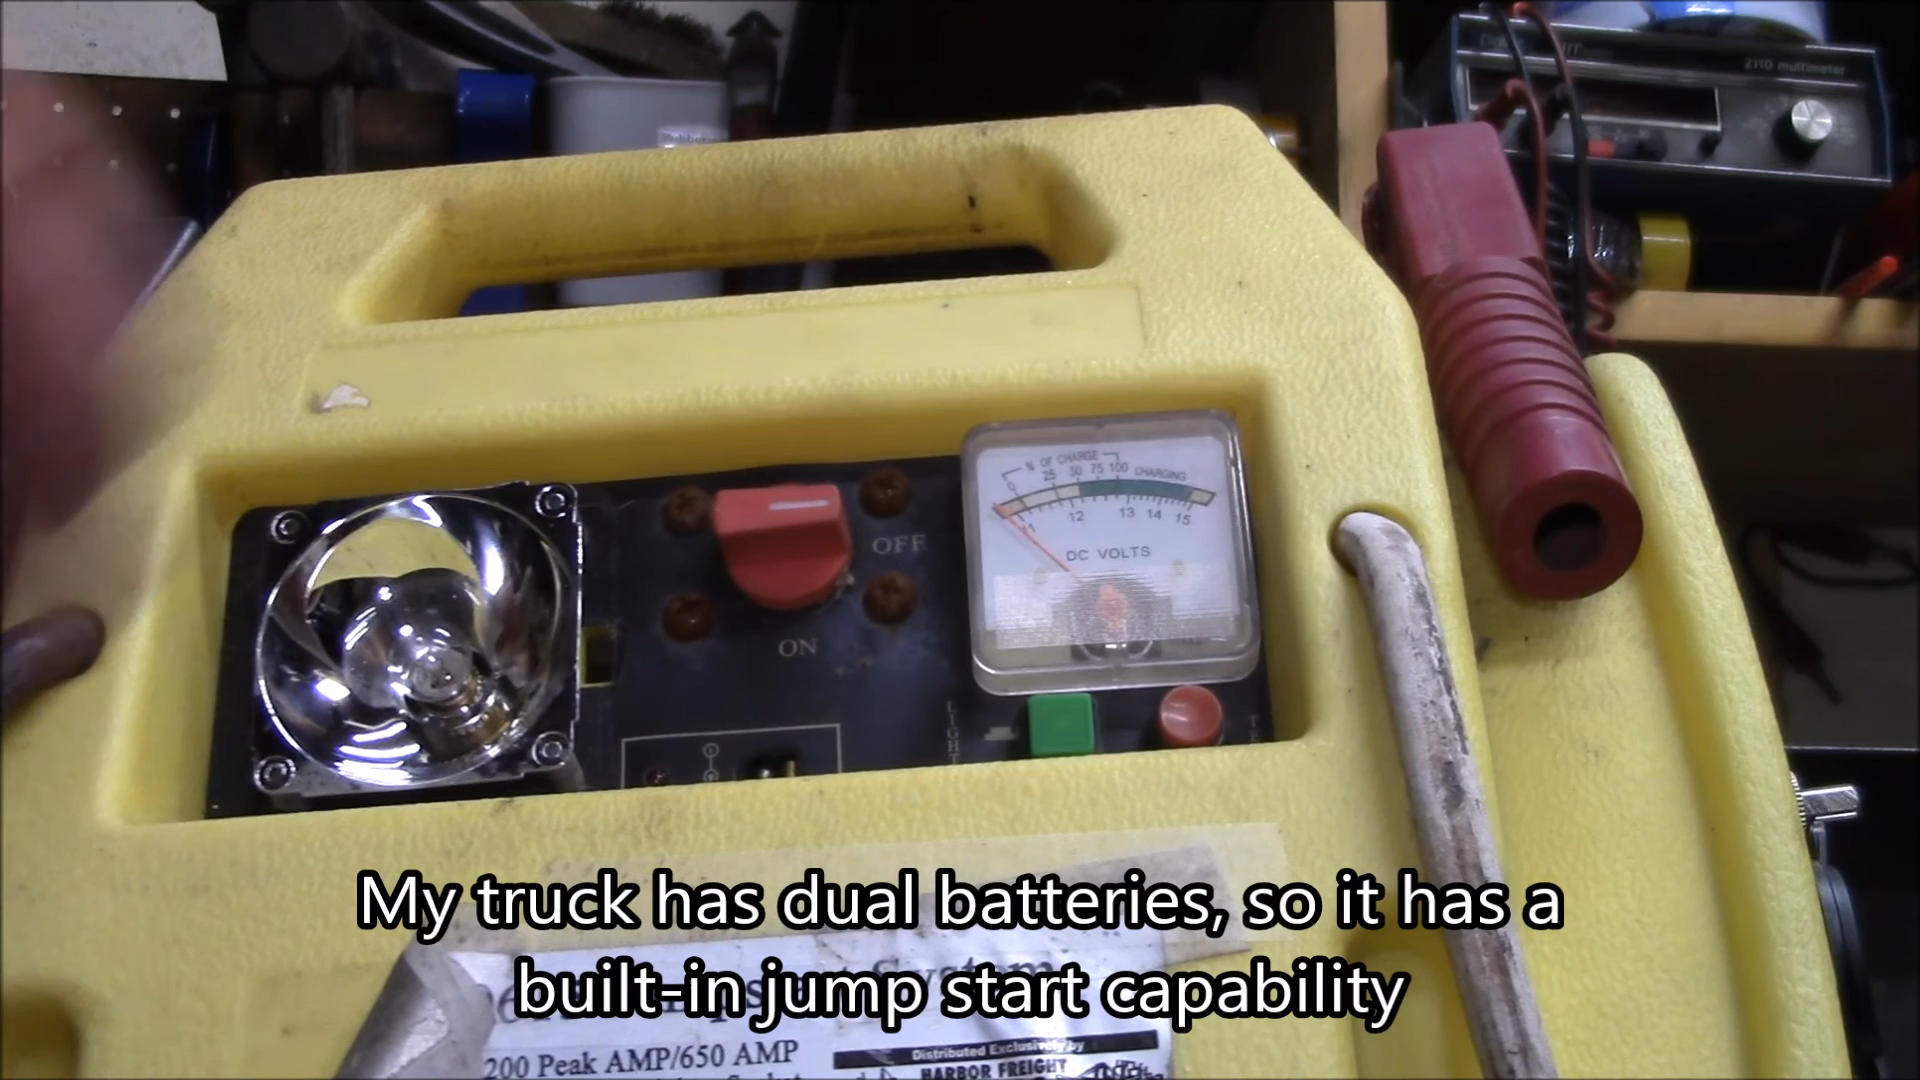 2110 multimeter
% OF CHARGE
0 25 50 75 100 CHARGING
12 13 14 15
DC VOLTS
OFF
ON
LIGHT
My truck has dual batteries, so it has a
built-in jump start capability
System
200 Peak AMP/650 AMP
Distributed Exclusively by
HARBOR FREIGHT